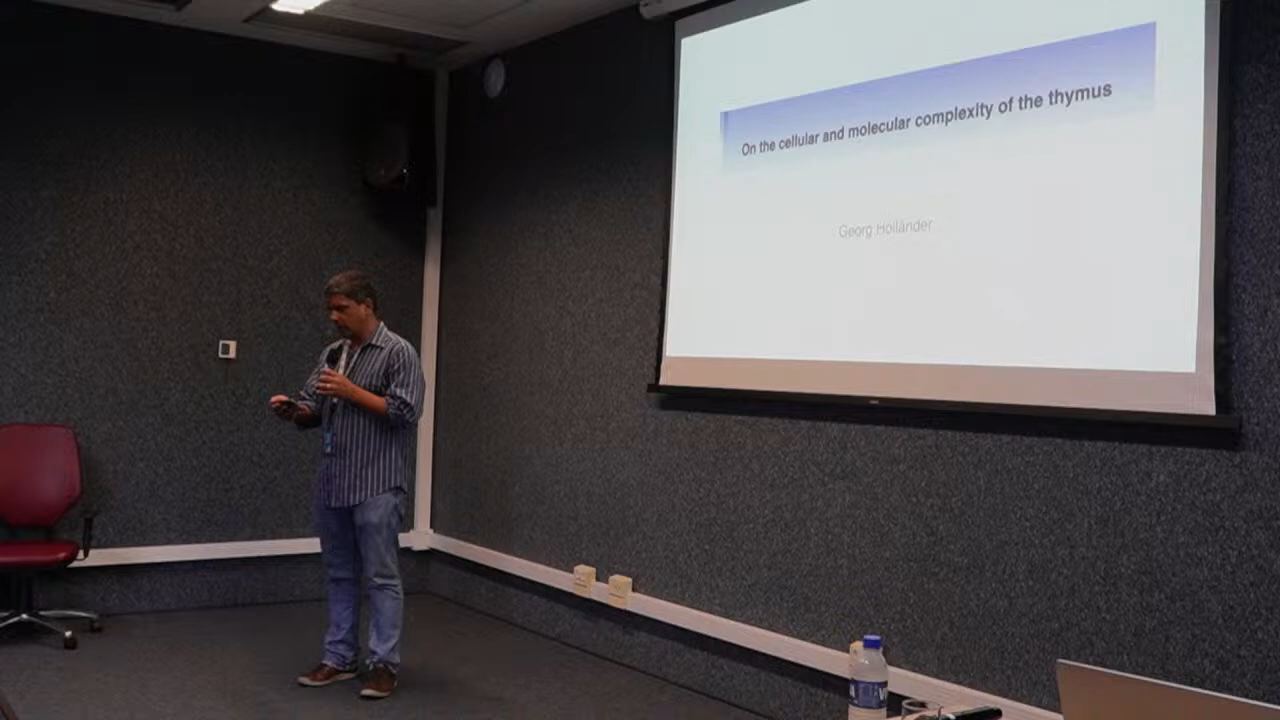 On the cellular and molecular complexity of the thymus
Georg Holländer